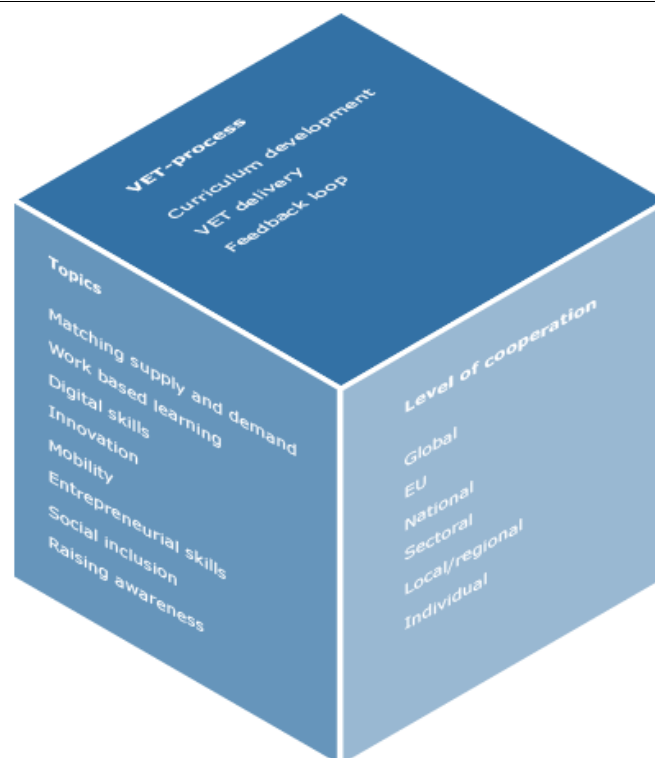 VET-process
Curriculum development
VET delivery
Feedback loop
Topics
Matching supply and demand
Work based learning
Digital skills
Innovation
Mobility
Entrepreneurial skills
Social inclusion
Raising awareness
Level of cooperation
Global
EU
National
Sectoral
Local/regional
Individual